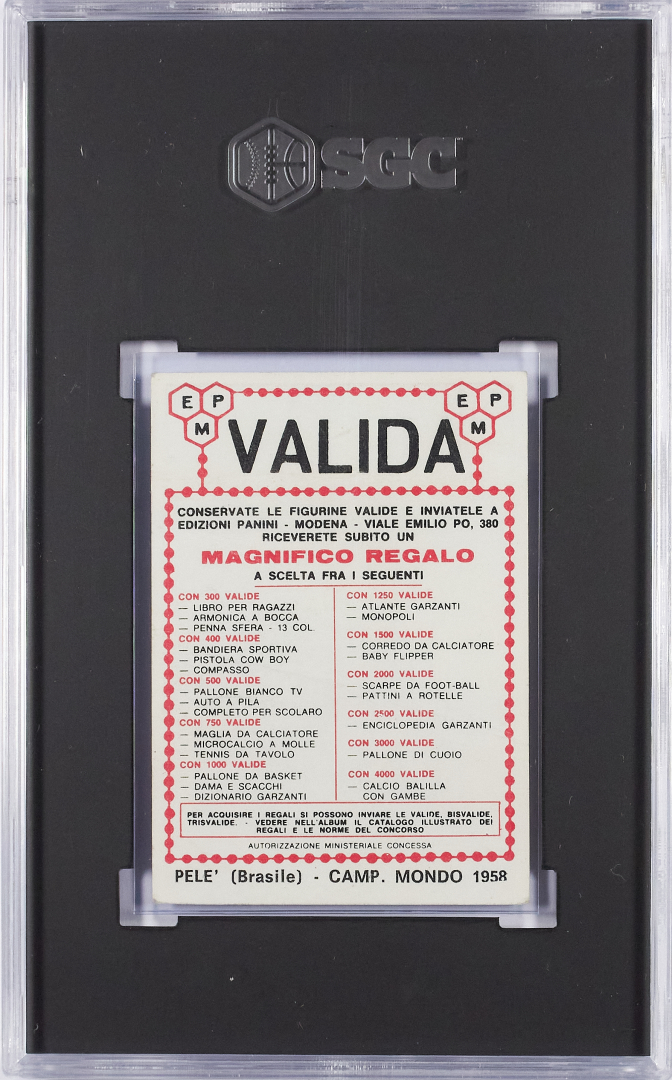 SGC
E P
M
E P
M
VALIDA
CONSERVATE LE FIGURINE VALIDE E INVIATELE A
EDIZIONI PANINI - MODENA - VIALE EMILIO PO, 380
RICEVERETE SUBITO UN
MAGNIFICO REGALO
A SCELTA FRA I SEGUENTI
CON 300 VALIDE
— LIBRO PER RAGAZZI
— ARMONICA A BOCCA
— PENNA SFERA - 13 COL.
CON 400 VALIDE
— BANDIERA SPORTIVA
— PISTOLA COW BOY
— COMPASSO
CON 500 VALIDE
— PALLONE BIANCO TV
— AUTO A PILA
— COMPLETO PER SCOLARO
CON 750 VALIDE
— MAGLIA DA CALCIATORE
— MICROCALCIO A MOLLE
— TENNIS DA TAVOLO
CON 1000 VALIDE
— PALLONE DA BASKET
— DAMA E SCACCHI
— DIZIONARIO GARZANTI
CON 1250 VALIDE
— ATLANTE GARZANTI
— MONOPOLI
CON 1500 VALIDE
— CORREDO DA CALCIATORE
— BABY FLIPPER
CON 2000 VALIDE
— SCARPE DA FOOT-BALL
— PATTINI A ROTELLE
CON 2500 VALIDE
— ENCICLOPEDIA GARZANTI
CON 3000 VALIDE
— PALLONE DI CUOIO
CON 4000 VALIDE
— CALCIO BALILLA
CON GAMBE
PER ACQUISIRE I REGALI SI POSSONO INVIARE LE VALIDE, BISVALIDE,
TRISVALIDE. - VEDERE NELL'ALBUM IL CATALOGO ILLUSTRATO DEI
REGALI E LE NORME DEL CONCORSO
AUTORIZZAZIONE MINISTERIALE CONCESSA
PELE' (Brasile) - CAMP. MONDO 1958